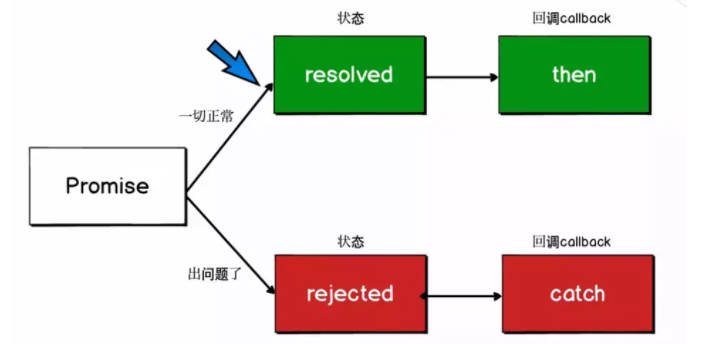 状态
回调callback
resolved
then
一切正常
Promise
状态
回调callback
出问题了
rejected
catch